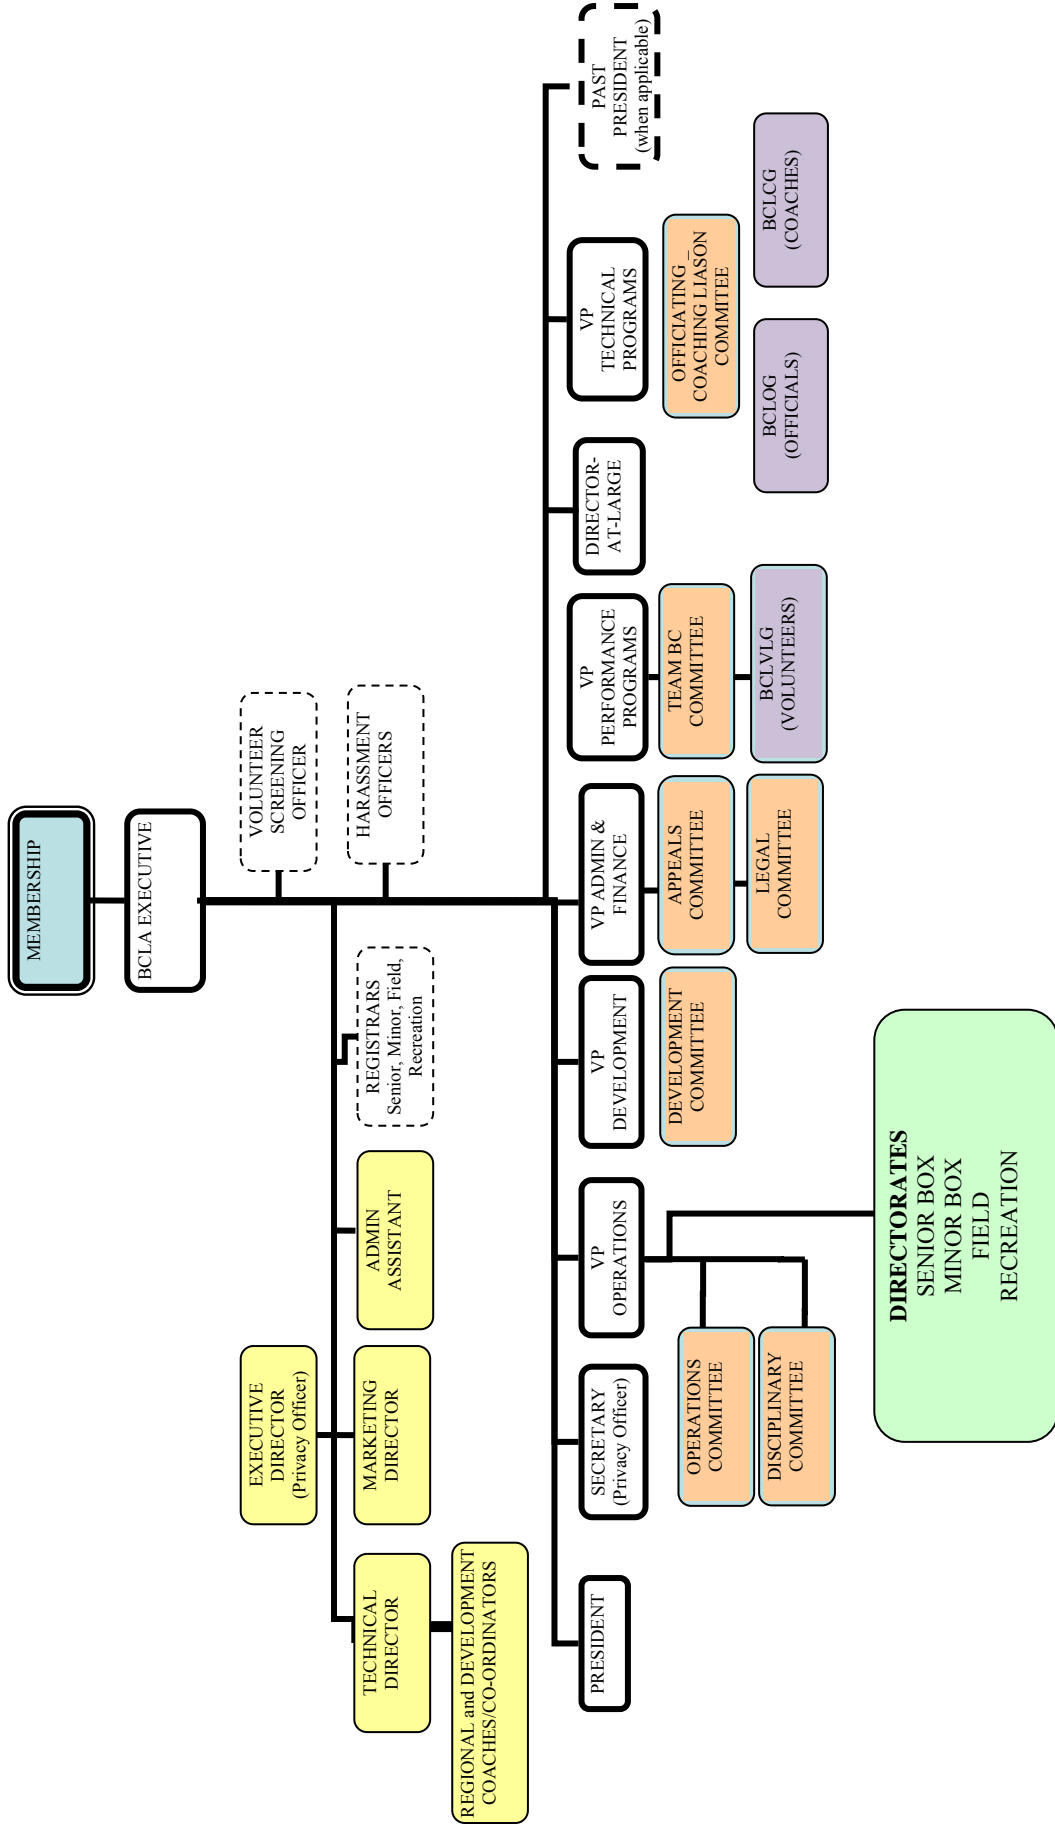 MEMBERSHIP
BCLA EXECUTIVE
VOLUNTEER
SCREENING
OFFICER
HARASSMENT
OFFICERS
EXECUTIVE
DIRECTOR
(Privacy Officer)
TECHNICAL
DIRECTOR
MARKETING
DIRECTOR
ADMIN
ASSISTANT
REGISTRARS
Senior, Minor, Field,
Recreation
REGIONAL and DEVELOPMENT
COACHES/CO-ORDINATORS
PRESIDENT
SECRETARY
(Privacy Officer)
VP
OPERATIONS
VP
DEVELOPMENT
VP ADMIN &
FINANCE
VP
PERFORMANCE
PROGRAMS
DIRECTOR-
AT-LARGE
VP
TECHNICAL
PROGRAMS
PAST
PRESIDENT
(when applicable)
OPERATIONS
COMMITTEE
DISCIPLINARY
COMMITTEE
DEVELOPMENT
COMMITTEE
APPEALS
COMMITTEE
LEGAL
COMMITTEE
TEAM BC
COMMITTEE
BCLVLG
(VOLUNTEERS)
OFFICIATING _
COACHING LIASON
COMMITEE
BCLOG
(OFFICIALS)
BCLCG
(COACHES)
DIRECTORATES
SENIOR BOX
MINOR BOX
FIELD
RECREATION